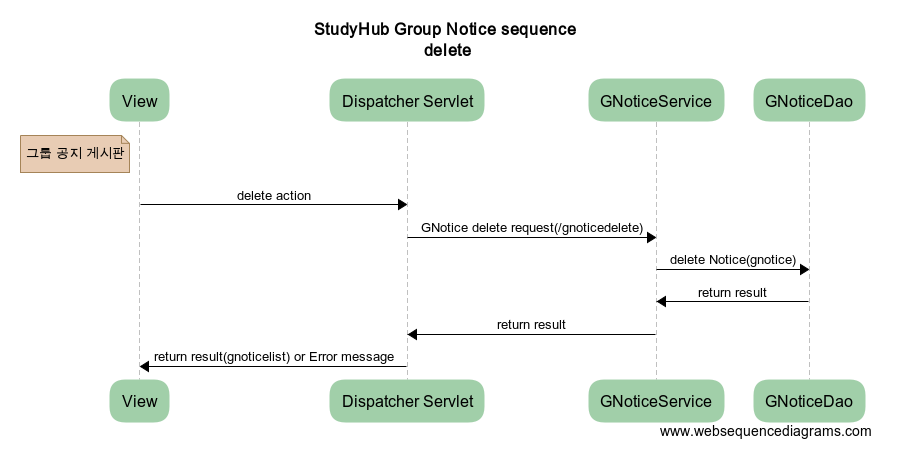 StudyHub Group Notice sequence
delete
View
Dispatcher Servlet
GNoticeService
GNoticeDao
그룹 공지 게시판
delete action
GNotice delete request(/gnoticedelete)
delete Notice(gnotice)
return result
return result
return result(gnoticelist) or Error message
View
Dispatcher Servlet
GNoticeService
GNoticeDao
www.websequencediagrams.com